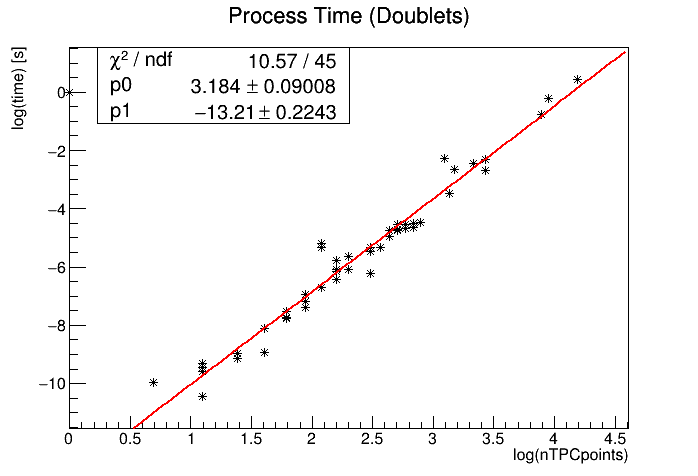 Process Time (Doublets)
log(time) [s]
χ² / ndf 10.57 / 45
p0 3.184 ± 0.09008
p1 −13.21 ± 0.2243
0
−2
−4
−6
−8
−10
0 0.5 1 1.5 2 2.5 3 3.5 4 4.5
log(nTPCpoints)